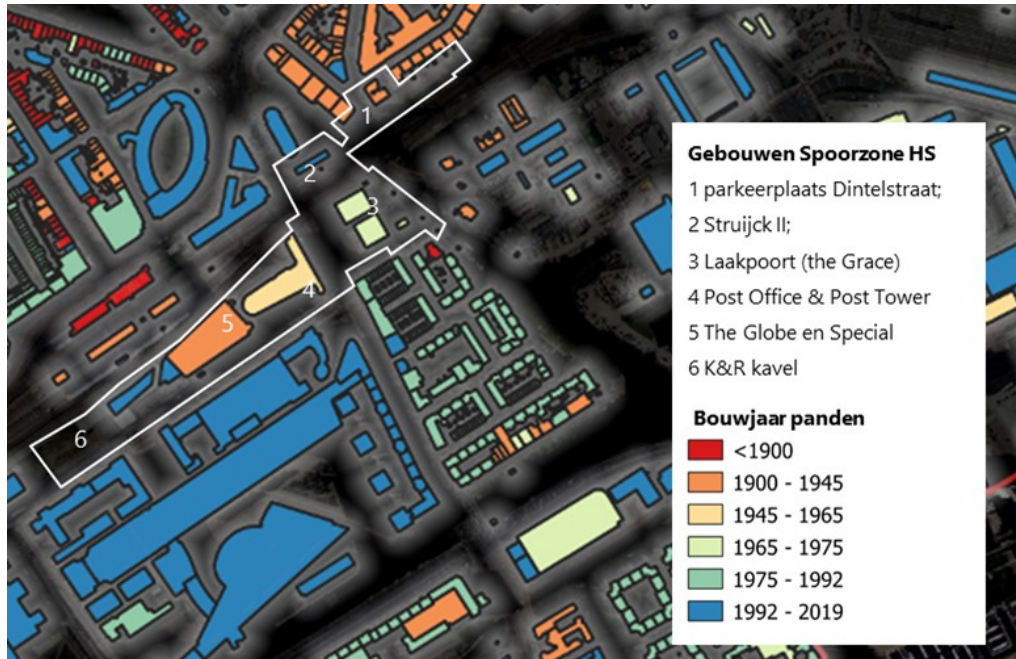 1
2
3
4
5
6
Gebouwen Spoorzone HS
1 parkeerplaats Dintelstraat;
2 Struijck II;
3 Laakpoort (the Grace)
4 Post Office & Post Tower
5 The Globe en Special
6 K&R kavel
Bouwjaar panden
<1900
1900 - 1945
1945 - 1965
1965 - 1975
1975 - 1992
1992 - 2019